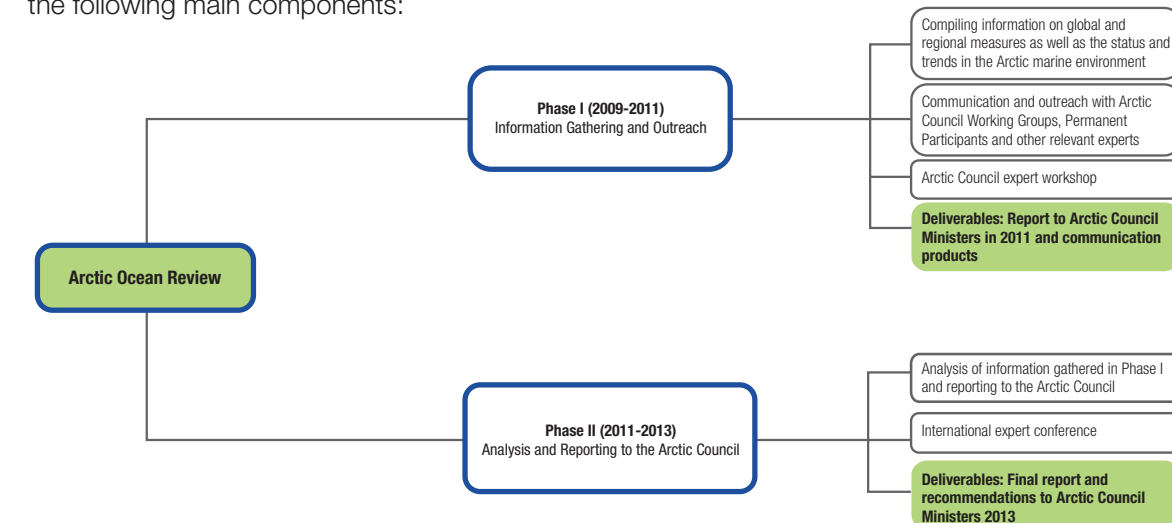 the following main components:
Arctic Ocean Review
Phase I (2009-2011)
Information Gathering and Outreach
Compiling information on global and
regional measures as well as the status and
trends in the Arctic marine environment
Communication and outreach with Arctic
Council Working Groups, Permanent
Participants and other relevant experts
Arctic Council expert workshop
Deliverables: Report to Arctic Council
Ministers in 2011 and communication
products
Phase II (2011-2013)
Analysis and Reporting to the Arctic Council
Analysis of information gathered in Phase I
and reporting to the Arctic Council
International expert conference
Deliverables: Final report and
recommendations to Arctic Council
Ministers 2013